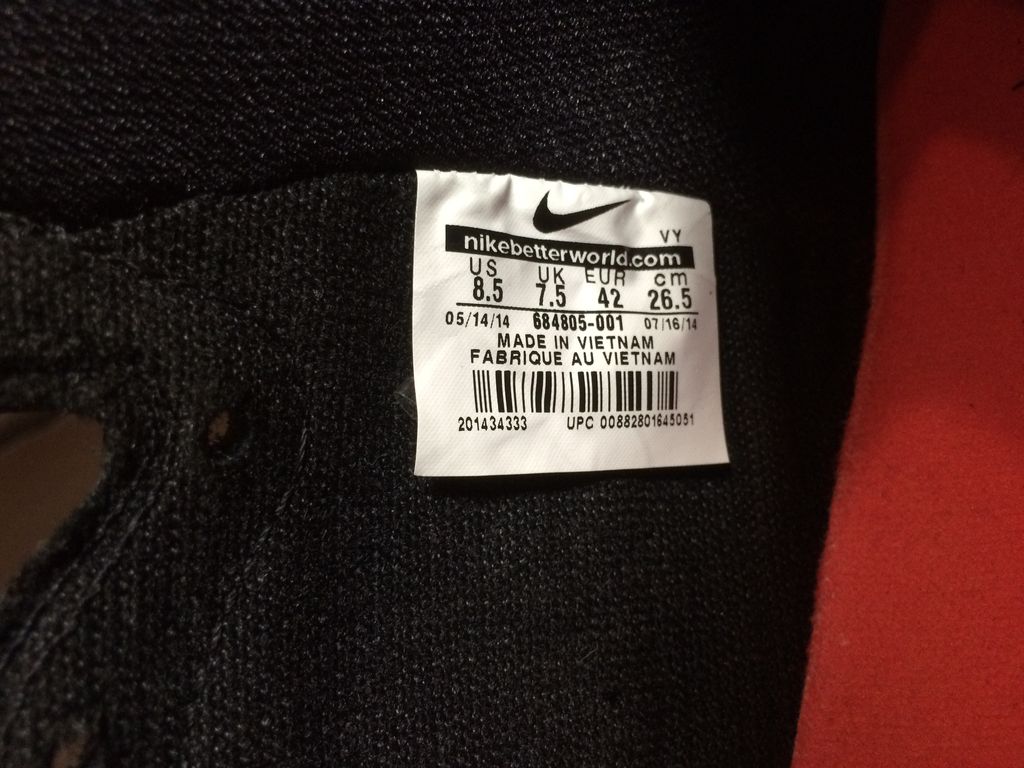 VY
nikebetterworld.com
US UK EUR cm
8.5 7.5 42 26.5
05/14/14 684805-001 07/16/14
MADE IN VIETNAM
FABRIQUE AU VIETNAM
201434333 UPC 00882801645051